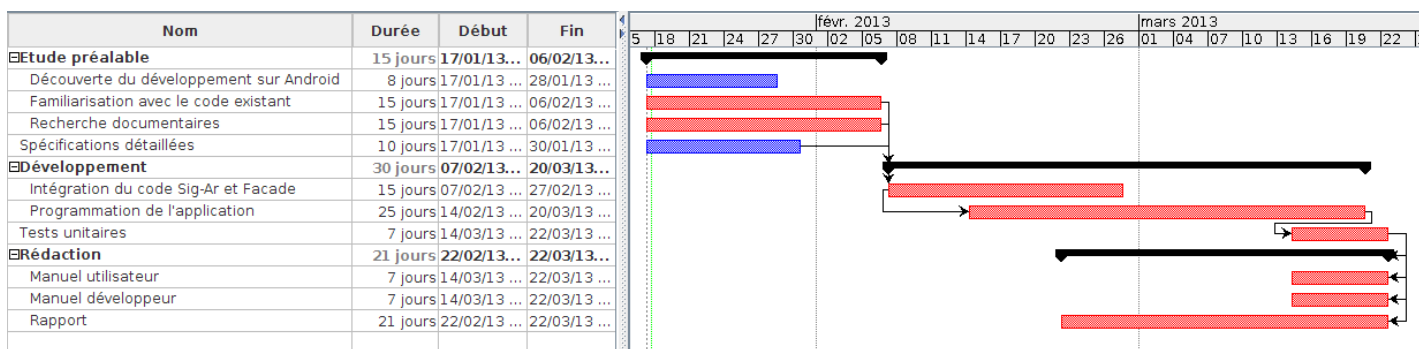 févr. 2013 mars 2013
Nom Durée Début Fin
5 18 21 24 27 30 02 05 08 11 14 17 20 23 26 01 04 07 10 13 16 19 22
Etude préalable 15 jours 17/01/13... 06/02/13...
Découverte du développement sur Android 8 jours 17/01/13 ... 28/01/13 ...
Familiarisation avec le code existant 15 jours 17/01/13 ... 06/02/13 ...
Recherche documentaires 15 jours 17/01/13 ... 06/02/13 ...
Spécifications détaillées 10 jours 17/01/13 ... 30/01/13 ...
Développement 30 jours 07/02/13... 20/03/13...
Intégration du code Sig-Ar et Facade 15 jours 07/02/13 ... 27/02/13 ...
Programmation de l'application 25 jours 14/02/13 ... 20/03/13 ...
Tests unitaires 7 jours 14/03/13 ... 22/03/13 ...
Rédaction 21 jours 22/02/13... 22/03/13...
Manuel utilisateur 7 jours 14/03/13 ... 22/03/13 ...
Manuel développeur 7 jours 14/03/13 ... 22/03/13 ...
Rapport 21 jours 22/02/13 ... 22/03/13 ...